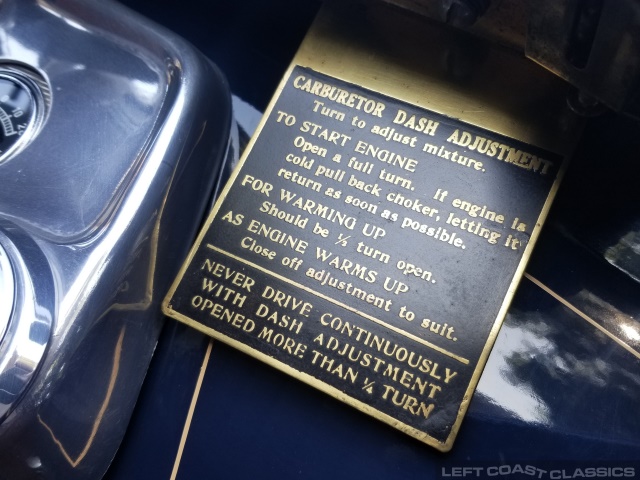 CARBURETOR DASH ADJUSTMENT
Turn to adjust mixture.
TO START ENGINE
Open a full turn. If engine is
cold pull back choker, letting it
return as soon as possible.
FOR WARMING UP
Should be ½ turn open.
AS ENGINE WARMS UP
Close off adjustment to suit.
NEVER DRIVE CONTINUOUSLY
WITH DASH ADJUSTMENT
OPENED MORE THAN ¼ TURN
LEFT COAST CLASSICS